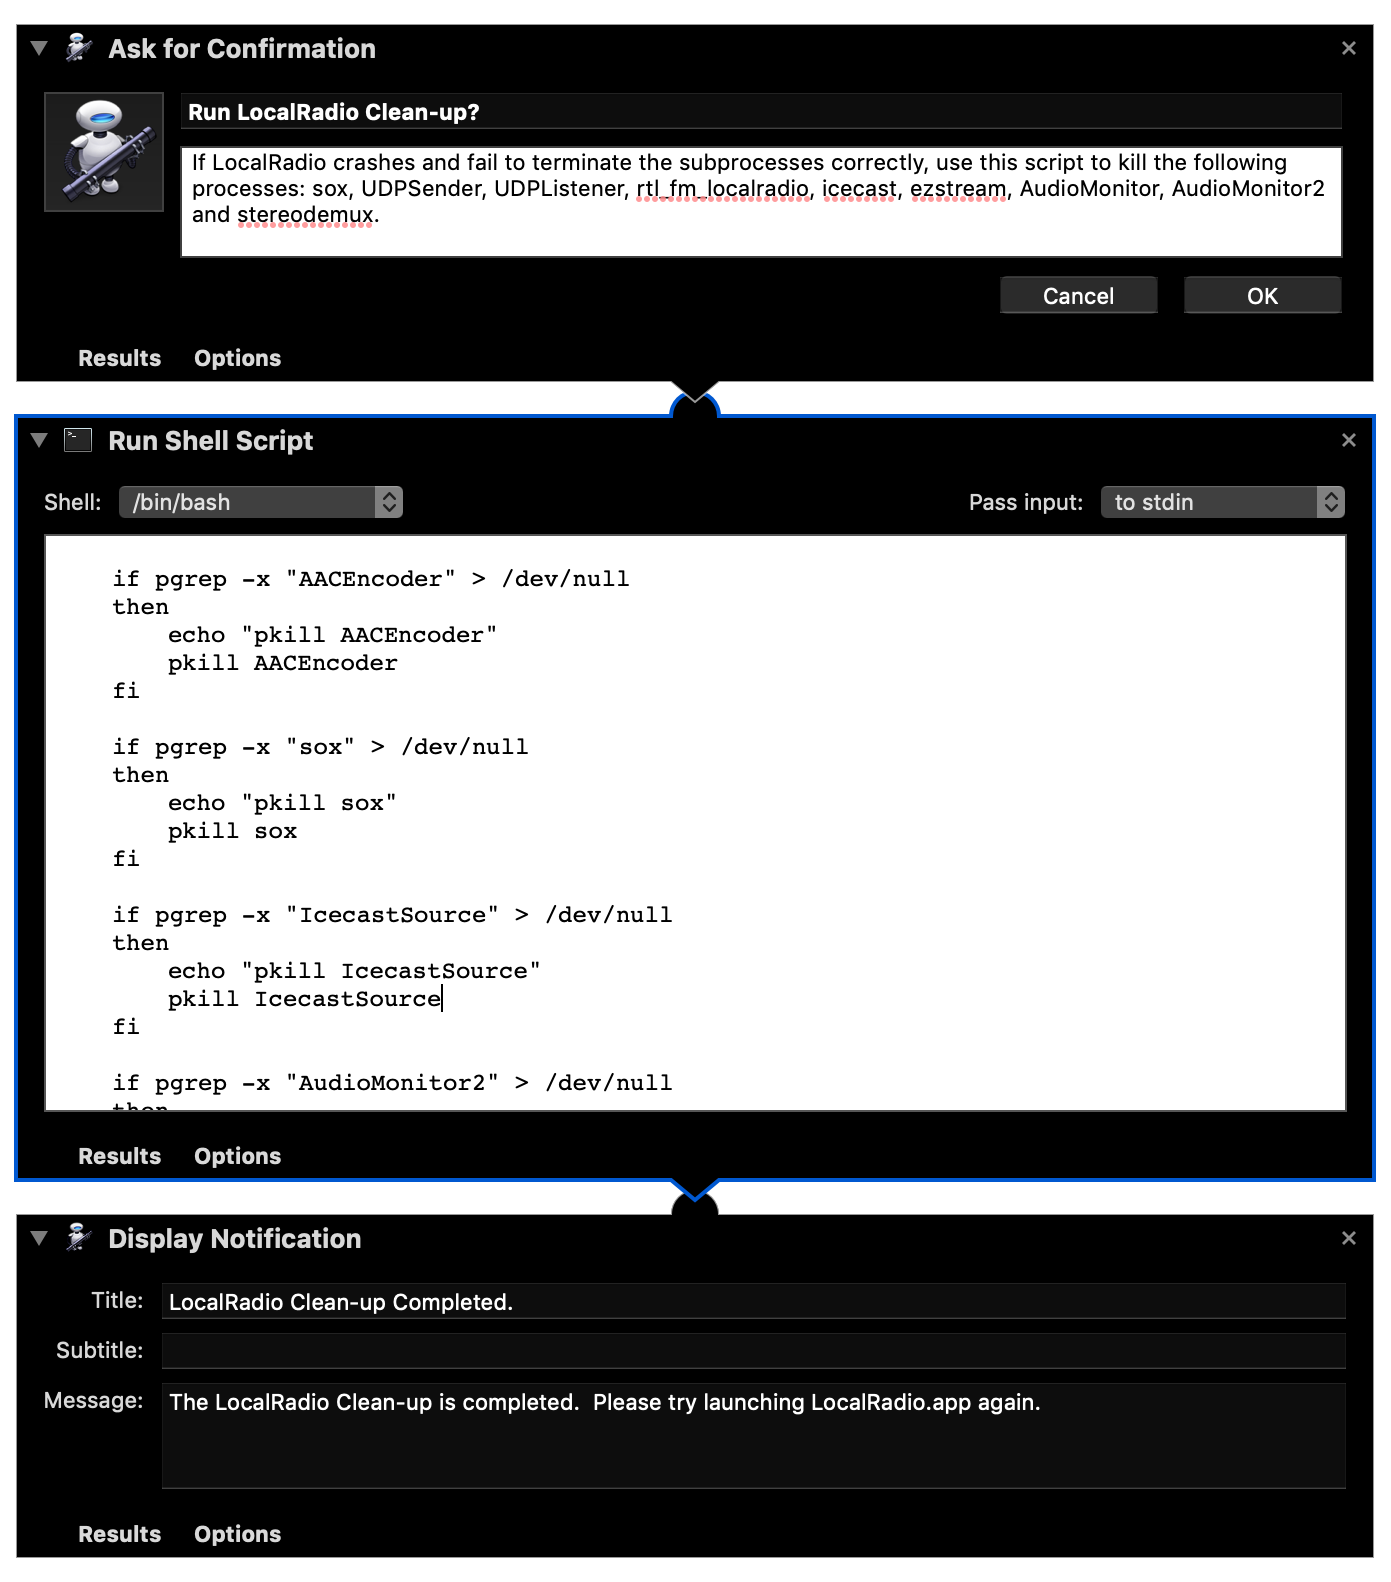 Ask for Confirmation
Run LocalRadio Clean-up?
If LocalRadio crashes and fail to terminate the subprocesses correctly, use this script to kill the following
processes: sox, UDPSender, UDPListener, rtl_fm_localradio, icecast, ezstream, AudioMonitor, AudioMonitor2
and stereodemux.
Cancel OK
Results Options
Run Shell Script
Shell: /bin/bash Pass input: to stdin
if pgrep -x "AACEncoder" > /dev/null
then
echo "pkill AACEncoder"
pkill AACEncoder
fi
if pgrep -x "sox" > /dev/null
then
echo "pkill sox"
pkill sox
fi
if pgrep -x "IcecastSource" > /dev/null
then
echo "pkill IcecastSource"
pkill IcecastSource
fi
if pgrep -x "AudioMonitor2" > /dev/null
then
Results Options
Display Notification
Title: LocalRadio Clean-up Completed.
Subtitle:
Message: The LocalRadio Clean-up is completed.  Please try launching LocalRadio.app again.
Results Options